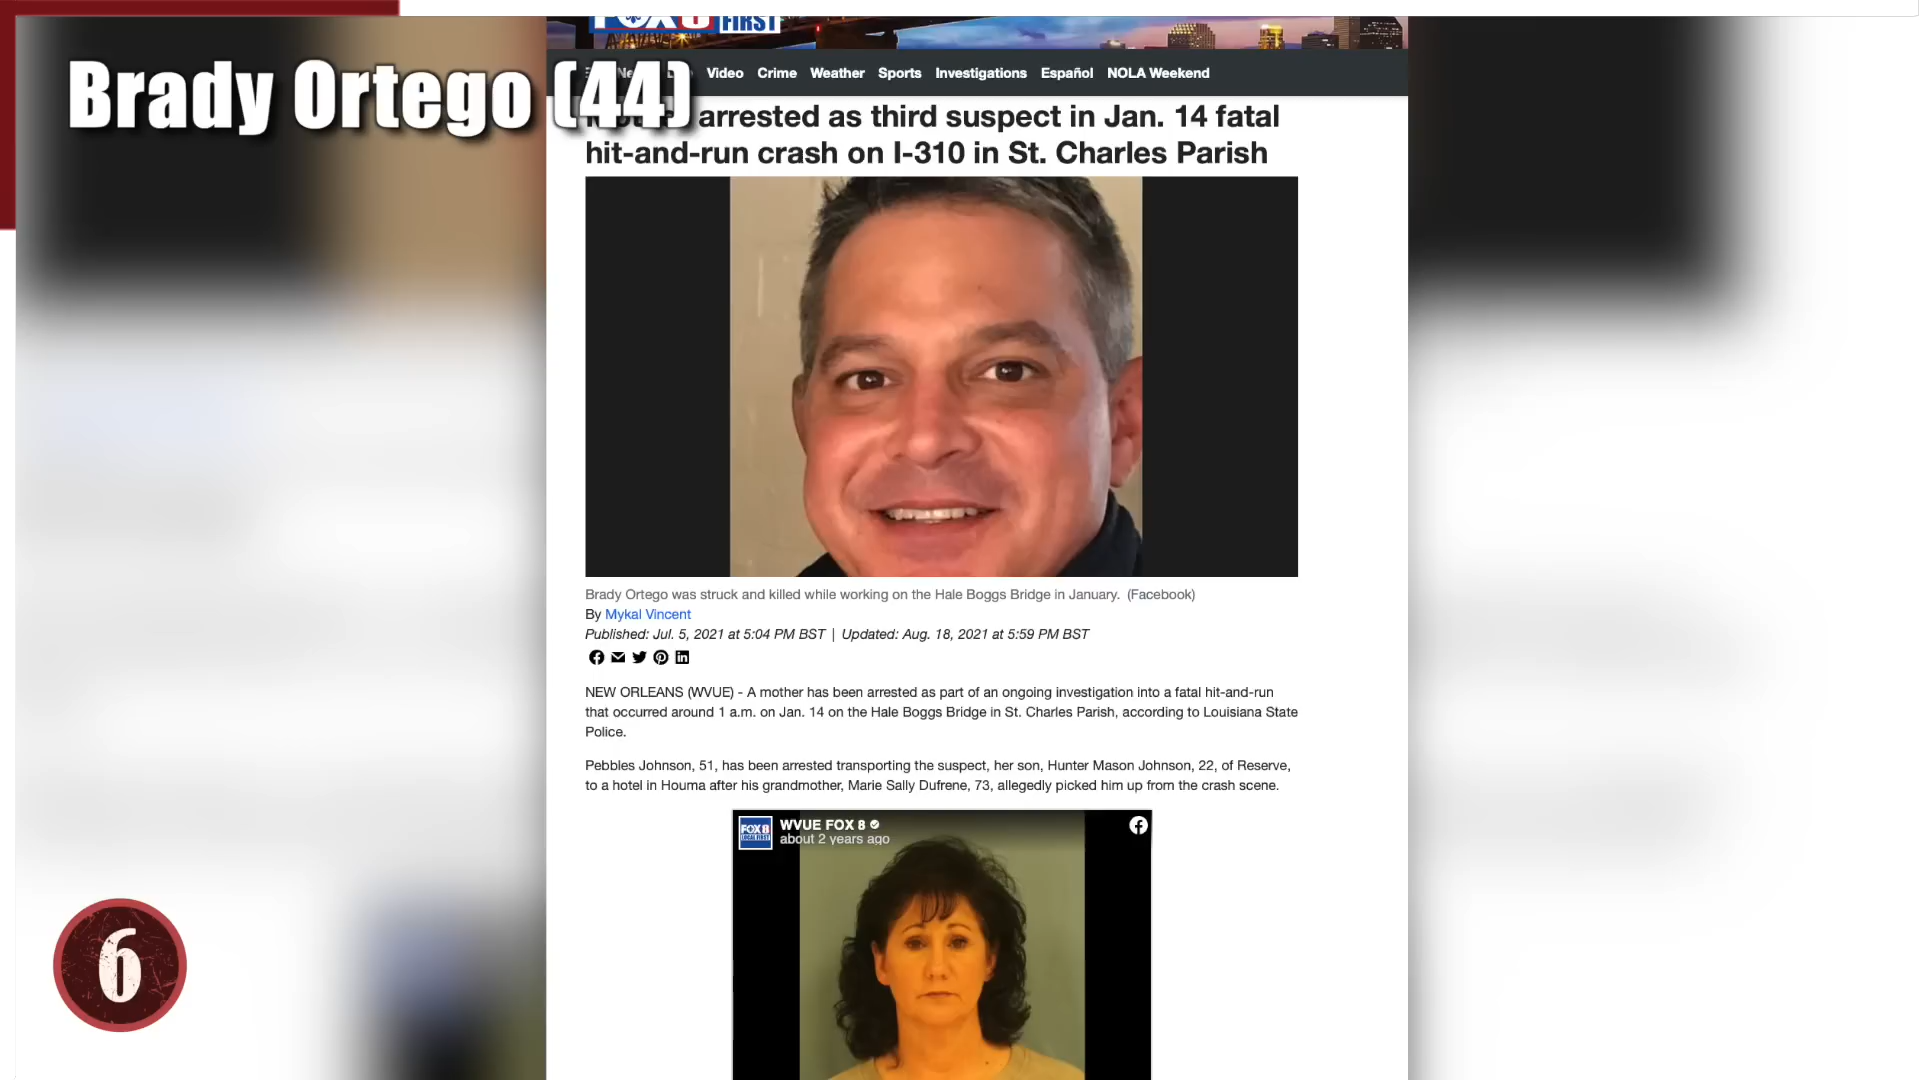 FOX 8
FIRST
Brady Ortego (44)
Video Crime Weather Sports Investigations Español NOLA Weekend
arrested as third suspect in Jan. 14 fatal
hit-and-run crash on I-310 in St. Charles Parish
Brady Ortego was struck and killed while working on the Hale Boggs Bridge in January. (Facebook)
By Mykal Vincent
Published: Jul. 5, 2021 at 5:04 PM BST | Updated: Aug. 18, 2021 at 5:59 PM BST
NEW ORLEANS (WVUE) - A mother has been arrested as part of an ongoing investigation into a fatal hit-and-run
that occurred around 1 a.m. on Jan. 14 on the Hale Boggs Bridge in St. Charles Parish, according to Louisiana State
Police.
Pebbles Johnson, 51, has been arrested transporting the suspect, her son, Hunter Mason Johnson, 22, of Reserve,
to a hotel in Houma after his grandmother, Marie Sally Dufrene, 73, allegedly picked him up from the crash scene.
FOX 8
LOCAL FIRST
WVUE FOX 8
about 2 years ago
6